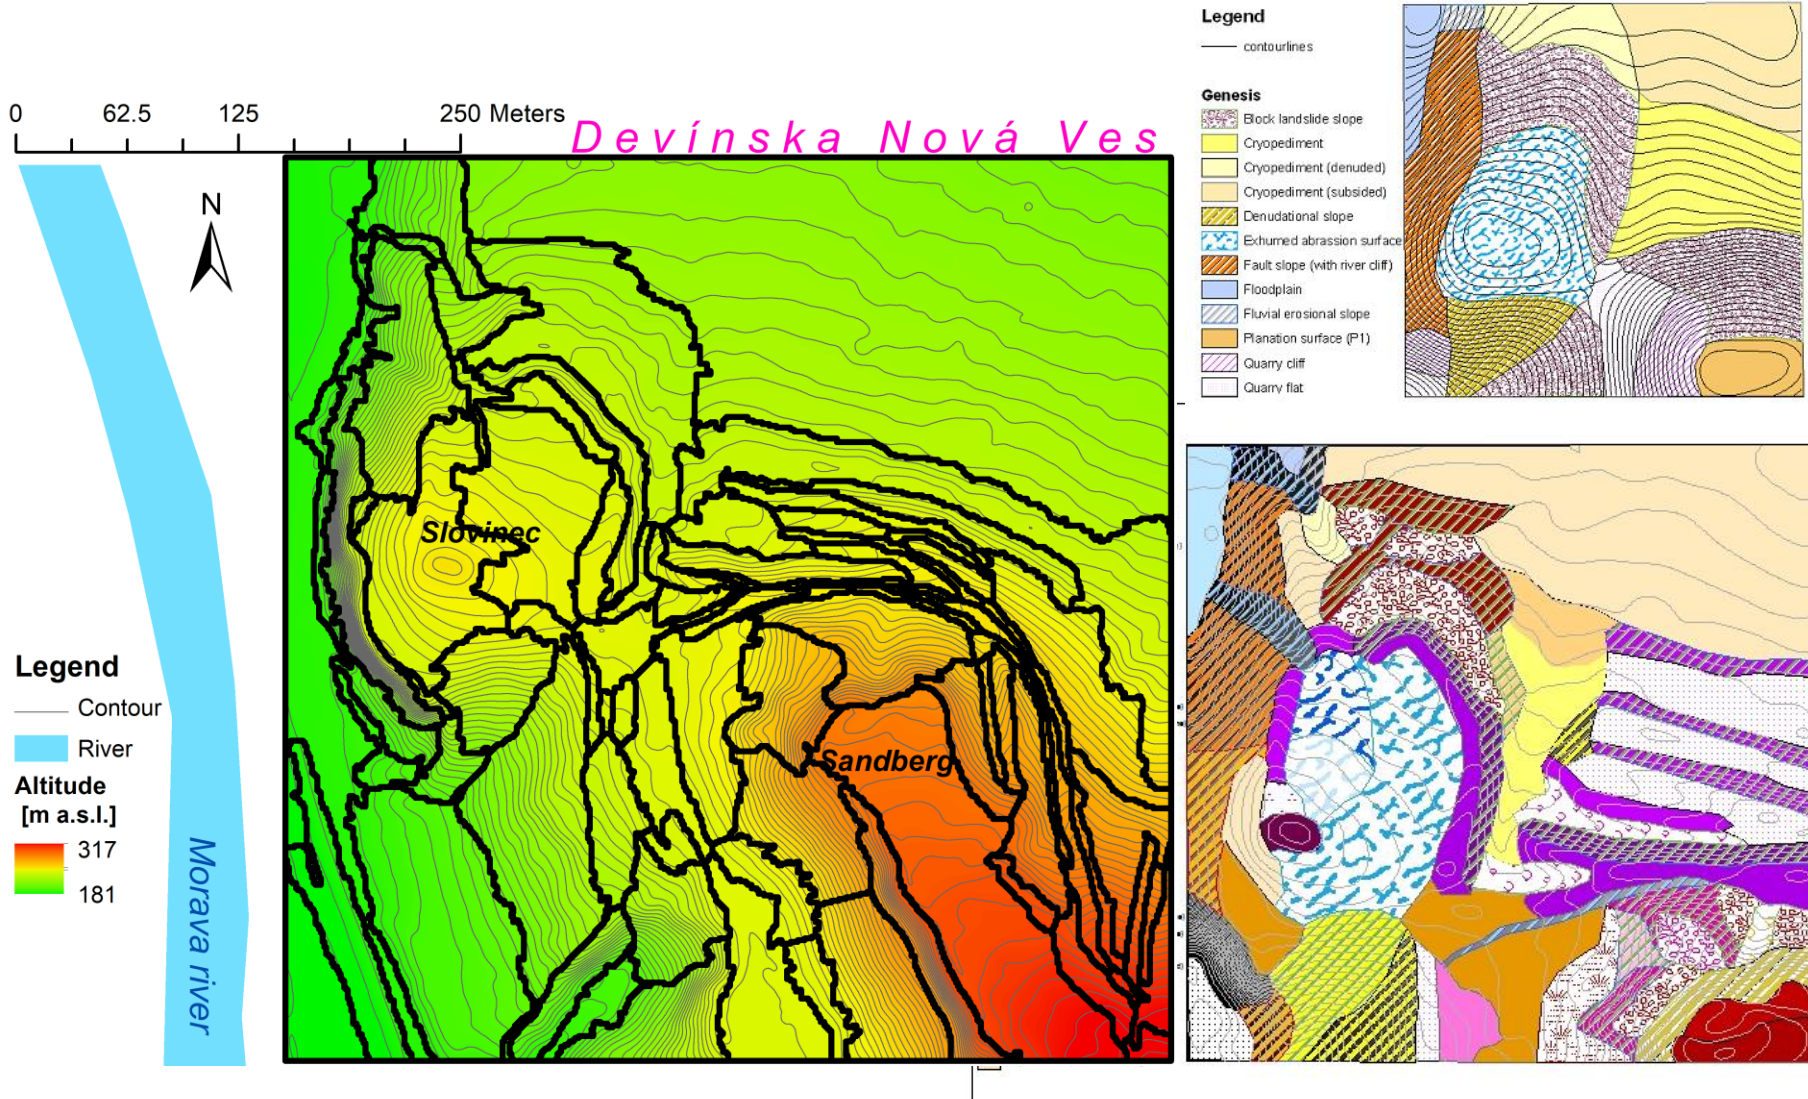 0 62.5 125 250 Meters
Devínska Nová Ves
N
Slovinec
Sandberg
Legend
Contour
River
Altitude
[m a.s.l.]
317
181
Morava river
Legend
contourlines
Genesis
Block landslide slope
Cryopediment
Cryopediment (denuded)
Cryopediment (subsided)
Denudational slope
Exhumed abrassion surface
Fault slope (with river cliff)
Floodplain
Fluvial erosional slope
Planation surface (P1)
Quarry cliff
Quarry flat